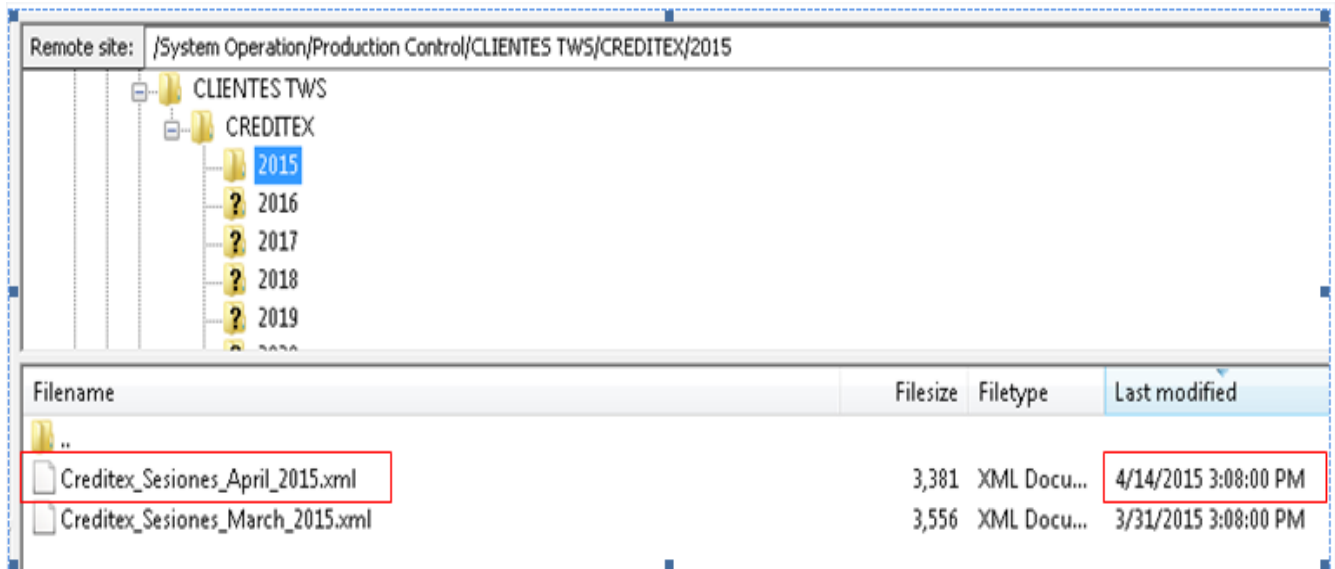 Remote site: /System Operation/Production Control/CLIENTES TWS/CREDITEX/2015
CLIENTES TWS
CREDITEX
2015
? 2016
? 2017
? 2018
? 2019
Filename Filesize Filetype Last modified
..
Creditex_Sesiones_April_2015.xml 3,381 XML Docu... 4/14/2015 3:08:00 PM
Creditex_Sesiones_March_2015.xml 3,556 XML Docu... 3/31/2015 3:08:00 PM